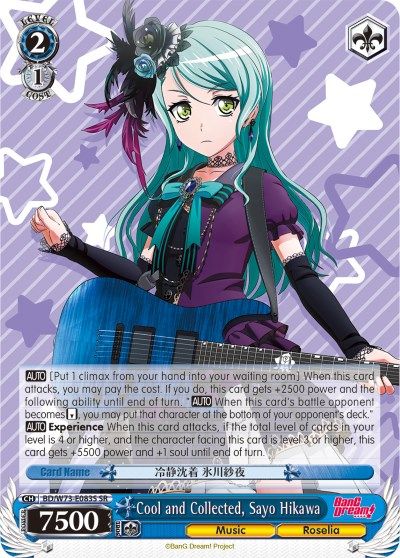 LEVEL
2
1
COST
AUTO [Put 1 climax from your hand into your waiting room] When this card
attacks, you may pay the cost. If you do, this card gets +2500 power and the
following ability until end of turn. "AUTO When this card's battle opponent
becomes, you may put that character at the bottom of your opponent's deck."
AUTO Experience When this card attacks, if the total level of cards in your
level is 4 or higher, and the character facing this card is level 3 or higher, this
card gets +5500 power and +1 soul until end of turn.
Card Name 冷静沈着 氷川紗夜
CH BD/W73-E083S SR
POWER 7500
Cool and Collected, Sayo Hikawa
BanG Dream!
Music Roselia
©BanG Dream! Project